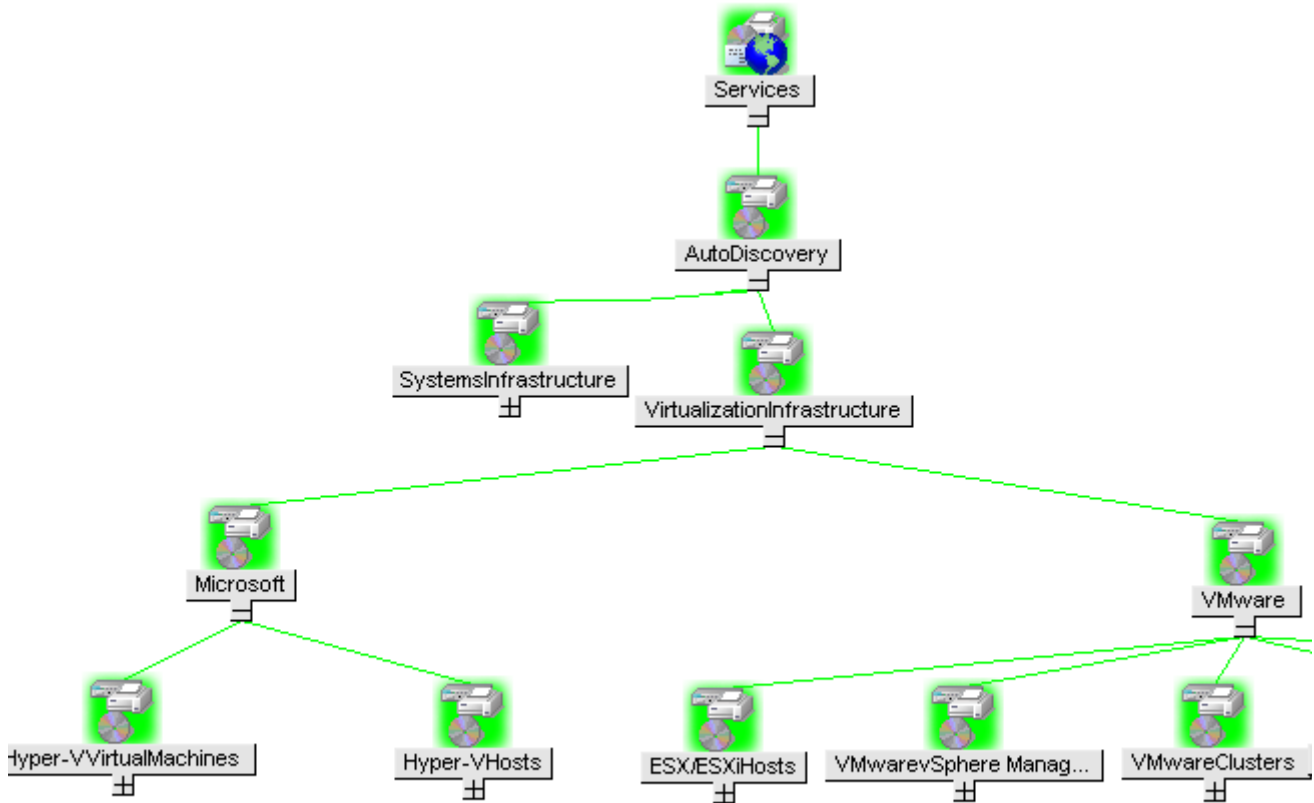 Services
AutoDiscovery
SystemsInfrastructure
VirtualizationInfrastructure
Microsoft
VMware
Hyper-VVirtualMachines
Hyper-VHosts
ESX/ESXiHosts
VMwarevSphere Manag...
VMwareClusters